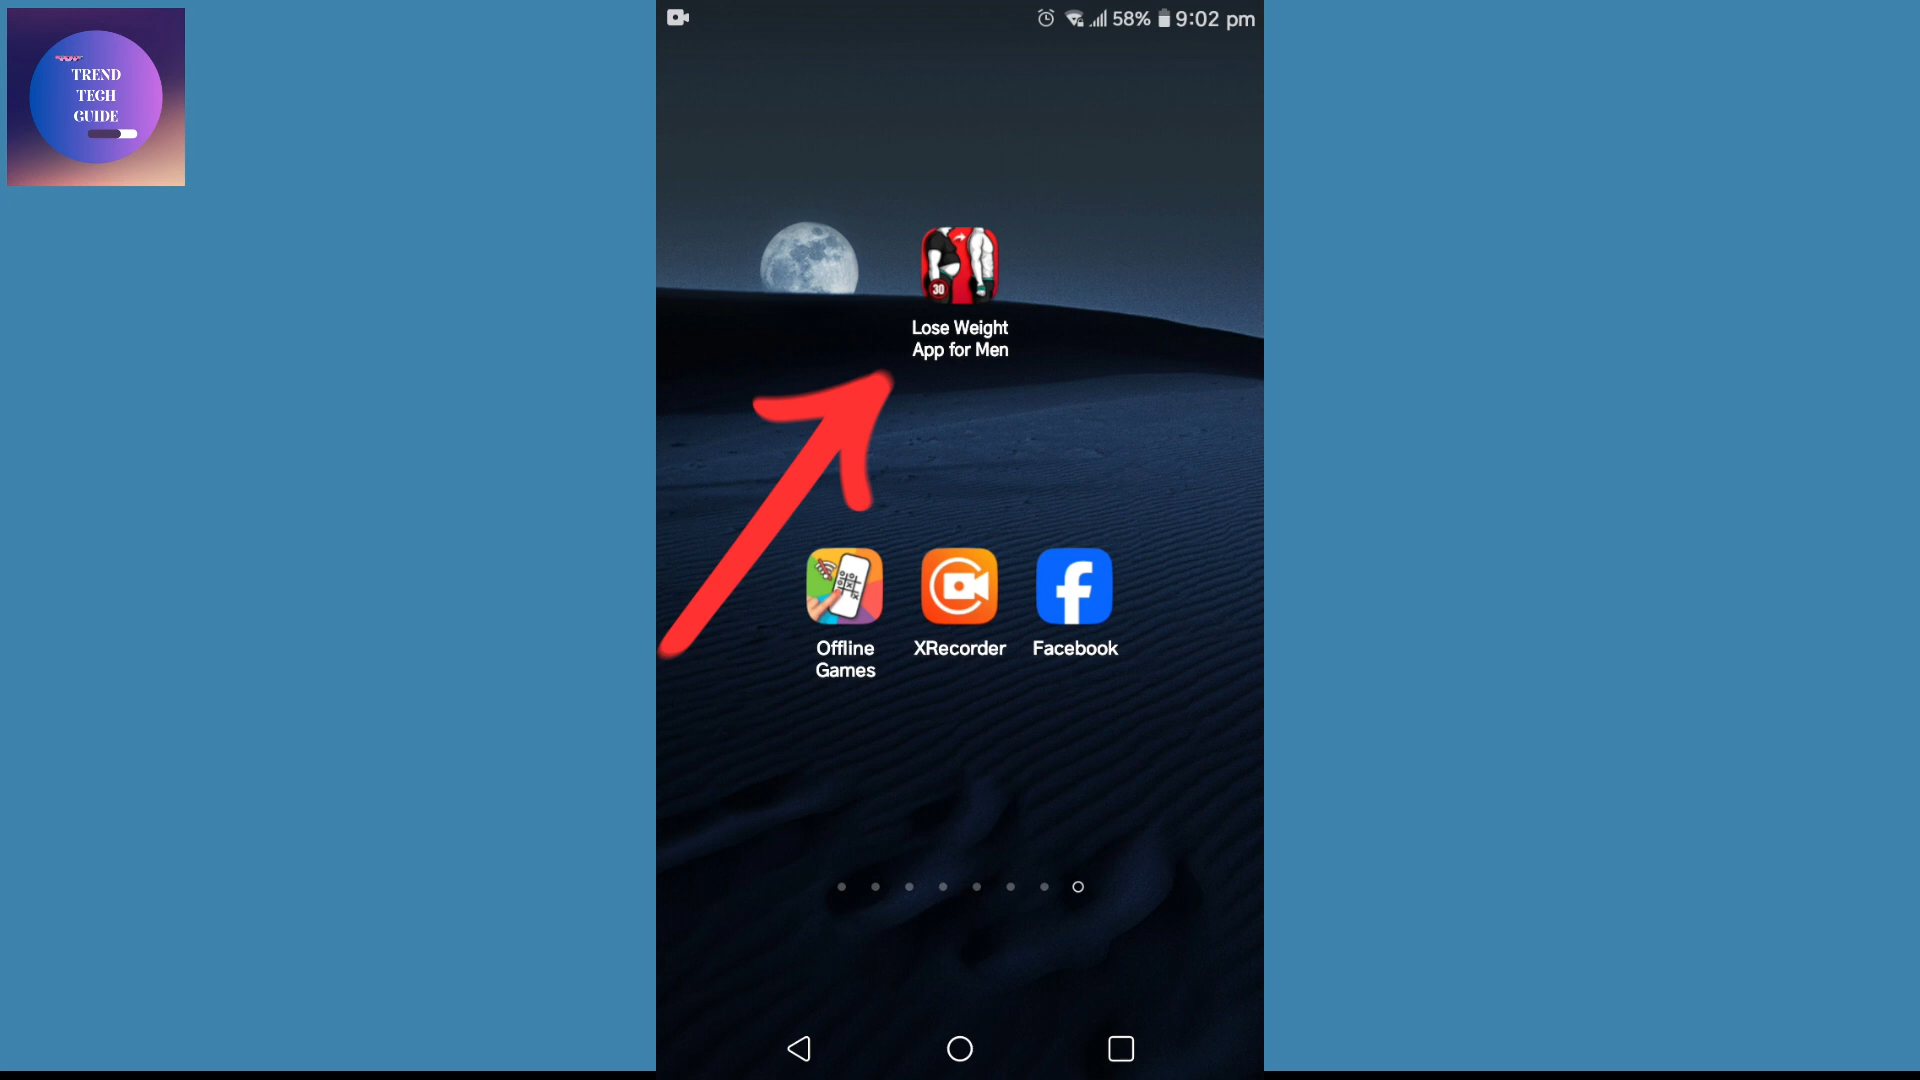 TREND
TECH
GUIDE
58% 9:02 pm
30
Lose Weight
App for Men
Offline
Games
XRecorder
Facebook